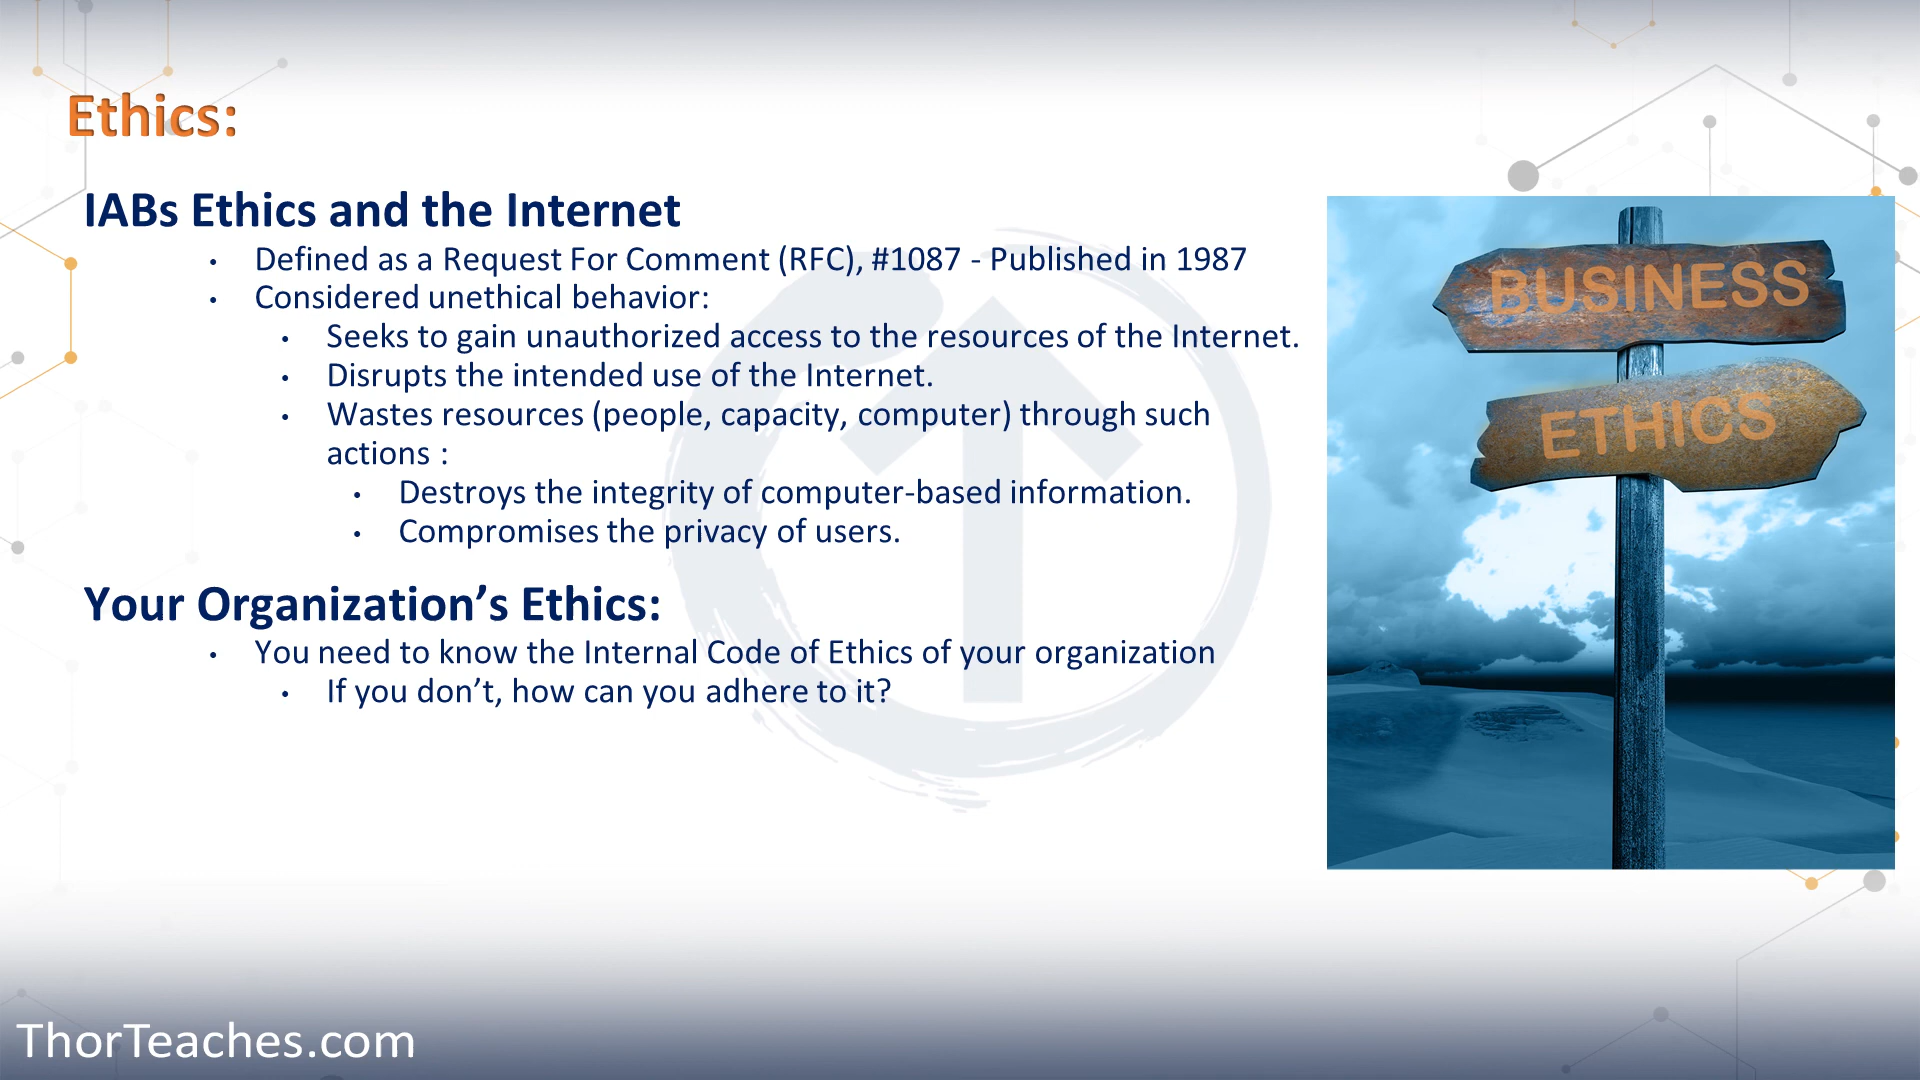 Ethics:
IABs Ethics and the Internet
• Defined as a Request For Comment (RFC), #1087 - Published in 1987
• Considered unethical behavior:
• Seeks to gain unauthorized access to the resources of the Internet.
• Disrupts the intended use of the Internet.
• Wastes resources (people, capacity, computer) through such
actions :
• Destroys the integrity of computer-based information.
• Compromises the privacy of users.
Your Organization’s Ethics:
• You need to know the Internal Code of Ethics of your organization
• If you don’t, how can you adhere to it?
BUSINESS
ETHICS
ThorTeaches.com